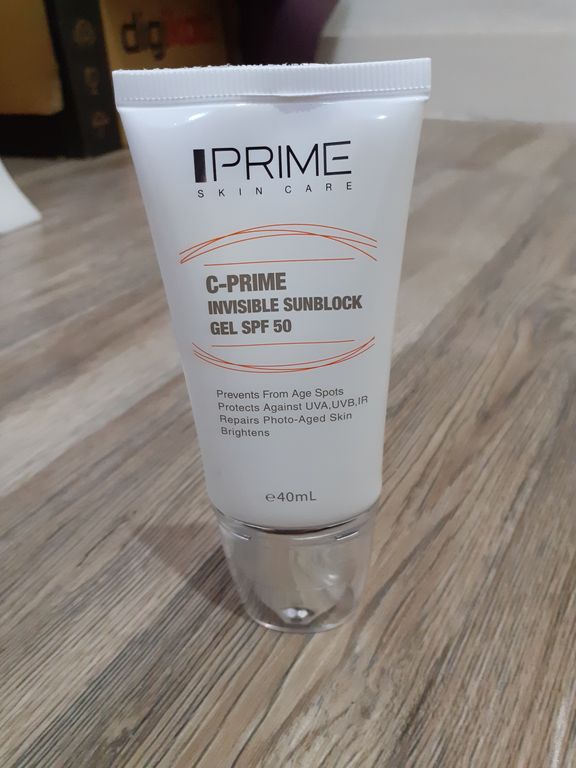 PRIME
SKIN CARE
C-PRIME
INVISIBLE SUNBLOCK
GEL SPF 50
Prevents From Age Spots
Protects Against UVA,UVB,IR
Repairs Photo-Aged Skin
Brightens
℮40mL